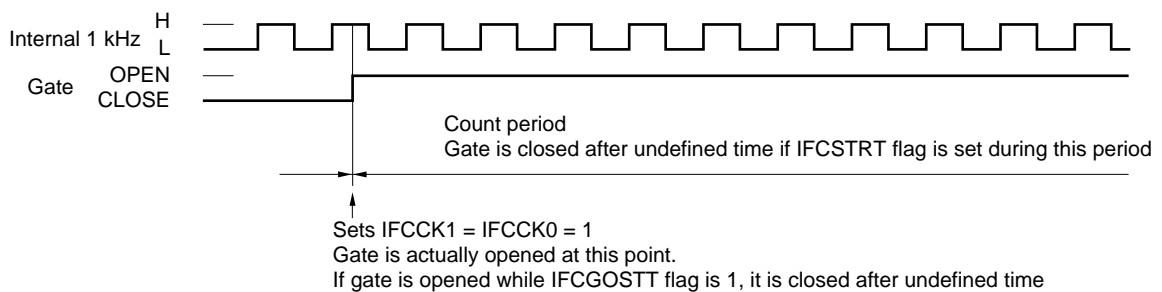 H
Internal 1 kHz
L
OPEN
Gate
CLOSE
Count period
Gate is closed after undefined time if IFCSTRT flag is set during this period
Sets IFCCK1 = IFCCK0 = 1
Gate is actually opened at this point.
If gate is opened while IFCGOSTT flag is 1, it is closed after undefined time